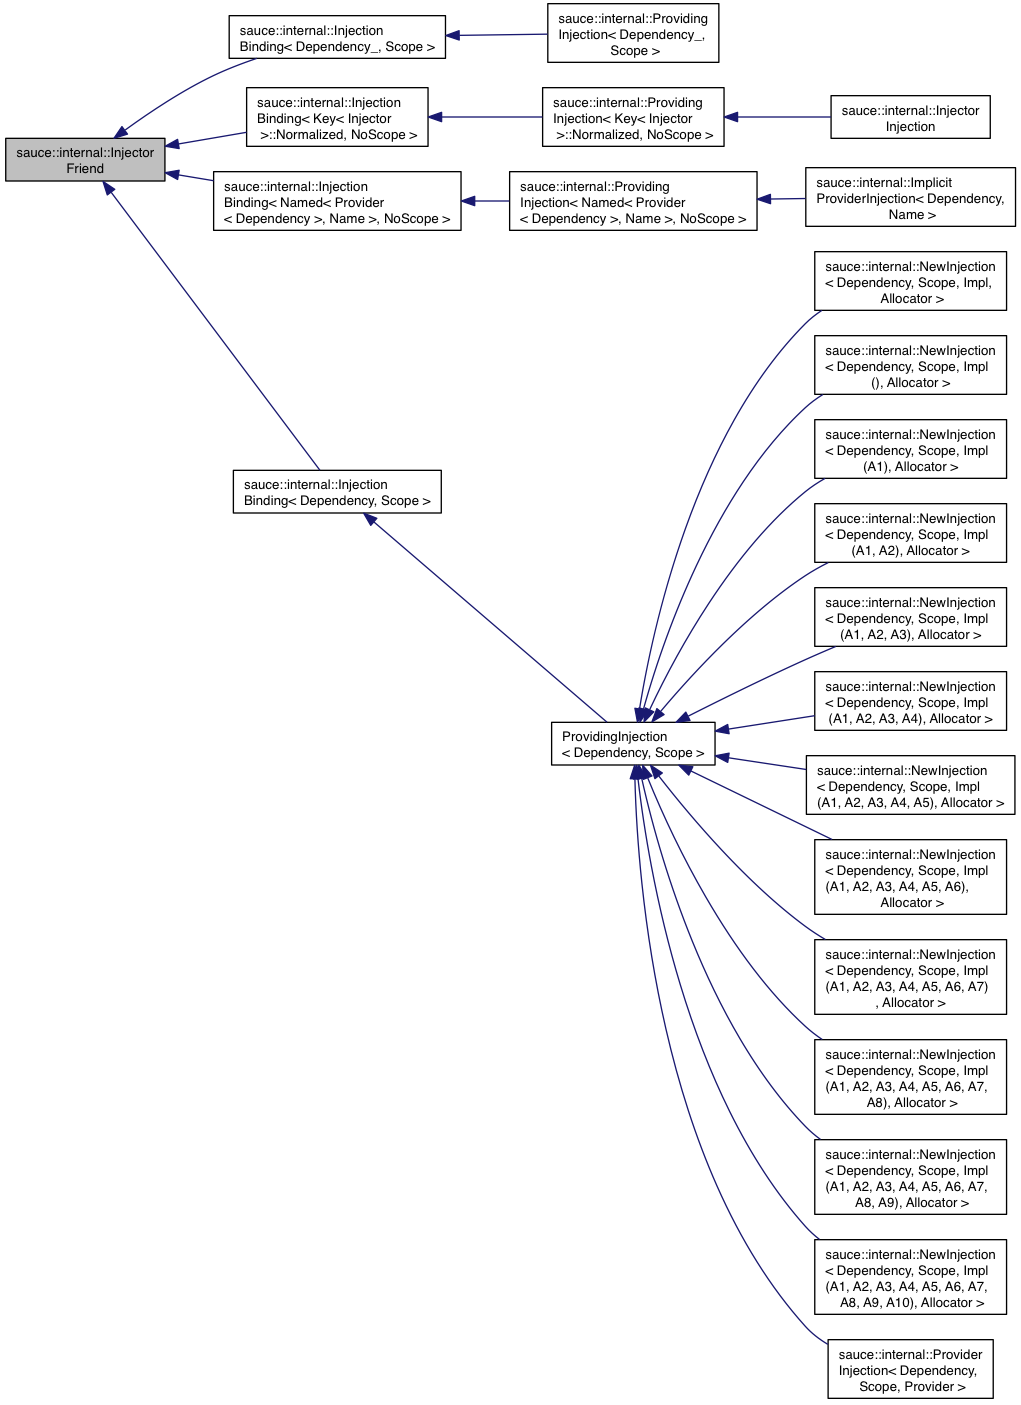 sauce::internal::Injection
Binding< Dependency_, Scope >
sauce::internal::Providing
Injection< Dependency_,
Scope >
sauce::internal::Injection
Binding< Key< Injector
>::Normalized, NoScope >
sauce::internal::Providing
Injection< Key< Injector
>::Normalized, NoScope >
sauce::internal::Injector
Injection
sauce::internal::Injector
Friend
sauce::internal::Injection
Binding< Named< Provider
< Dependency >, Name >, NoScope >
sauce::internal::Providing
Injection< Named< Provider
< Dependency >, Name >, NoScope >
sauce::internal::Implicit
ProviderInjection< Dependency,
Name >
sauce::internal::NewInjection
< Dependency, Scope, Impl,
Allocator >
sauce::internal::NewInjection
< Dependency, Scope, Impl
(), Allocator >
sauce::internal::NewInjection
< Dependency, Scope, Impl
(A1), Allocator >
sauce::internal::Injection
Binding< Dependency, Scope >
sauce::internal::NewInjection
< Dependency, Scope, Impl
(A1, A2), Allocator >
sauce::internal::NewInjection
< Dependency, Scope, Impl
(A1, A2, A3), Allocator >
sauce::internal::NewInjection
< Dependency, Scope, Impl
(A1, A2, A3, A4), Allocator >
ProvidingInjection
< Dependency, Scope >
sauce::internal::NewInjection
< Dependency, Scope, Impl
(A1, A2, A3, A4, A5), Allocator >
sauce::internal::NewInjection
< Dependency, Scope, Impl
(A1, A2, A3, A4, A5, A6),
Allocator >
sauce::internal::NewInjection
< Dependency, Scope, Impl
(A1, A2, A3, A4, A5, A6, A7)
, Allocator >
sauce::internal::NewInjection
< Dependency, Scope, Impl
(A1, A2, A3, A4, A5, A6, A7,
A8), Allocator >
sauce::internal::NewInjection
< Dependency, Scope, Impl
(A1, A2, A3, A4, A5, A6, A7,
A8, A9), Allocator >
sauce::internal::NewInjection
< Dependency, Scope, Impl
(A1, A2, A3, A4, A5, A6, A7,
A8, A9, A10), Allocator >
sauce::internal::Provider
Injection< Dependency,
Scope, Provider >